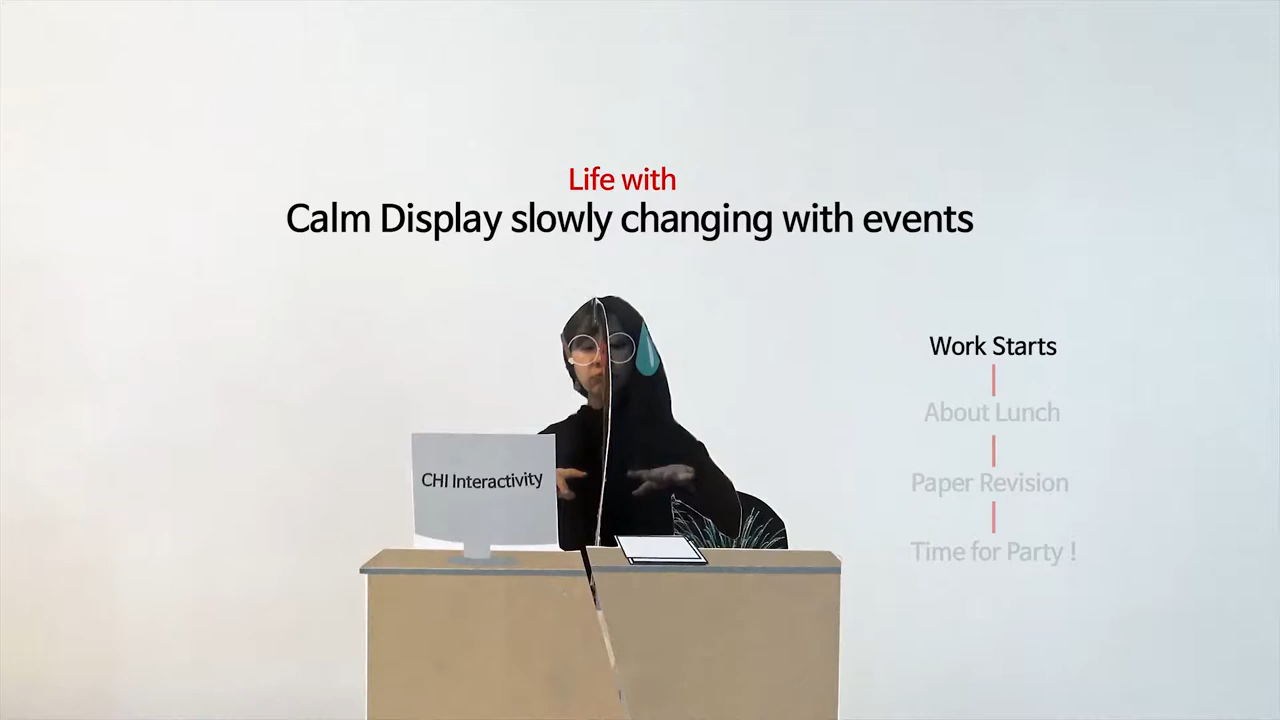 Life with
Calm Display slowly changing with events
Work Starts
About Lunch
Paper Revision
Time for Party !
CHI Interactivity